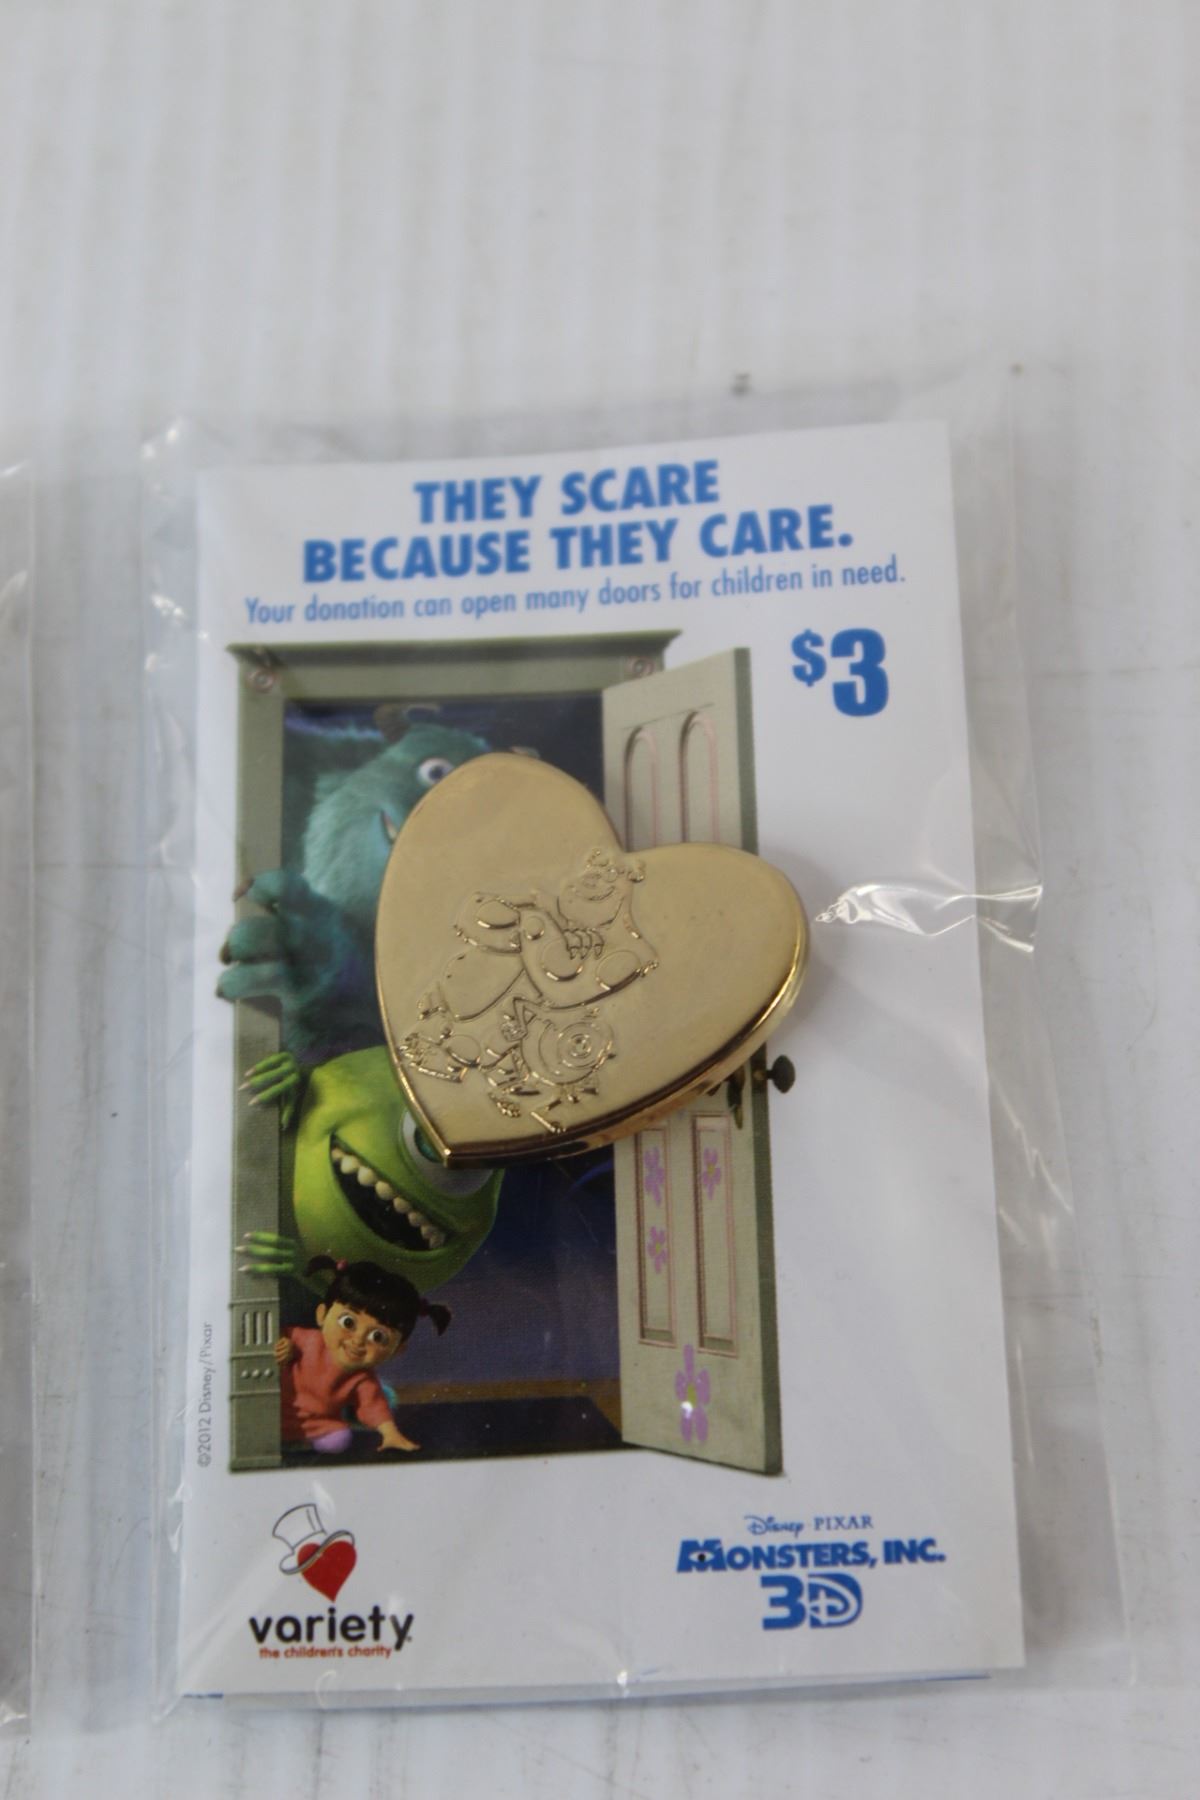 THEY SCARE
BECAUSE THEY CARE.
Your donation can open many doors for children in need.
$3
©2012 Disney/Pixar
variety
the children's charity
Disney PIXAR
MONSTERS, INC.
3D